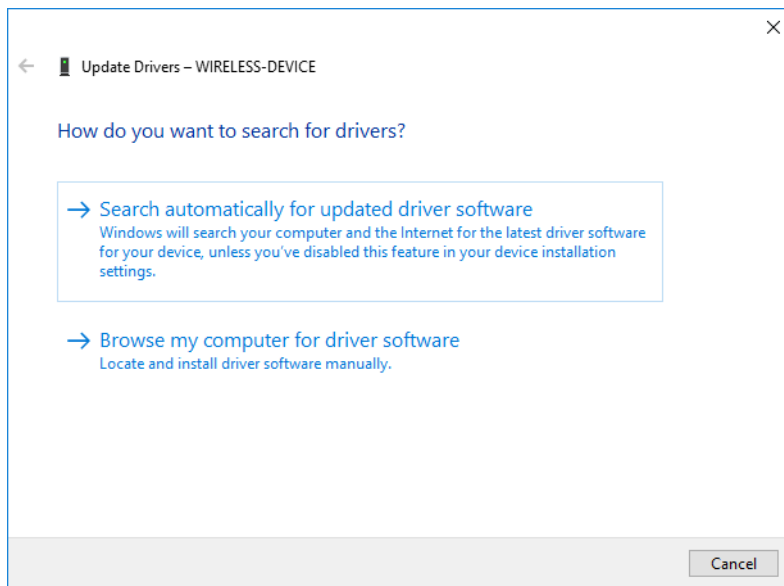 Update Drivers – WIRELESS-DEVICE
How do you want to search for drivers?
Search automatically for updated driver software
Windows will search your computer and the Internet for the latest driver software
for your device, unless you've disabled this feature in your device installation
settings.
Browse my computer for driver software
Locate and install driver software manually.
Cancel